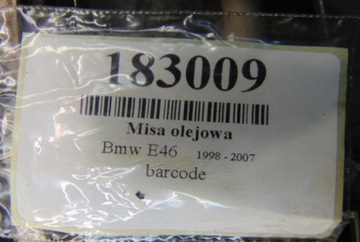 183009
Misa olejowa
Bmw E46 1998 - 2007
barcode